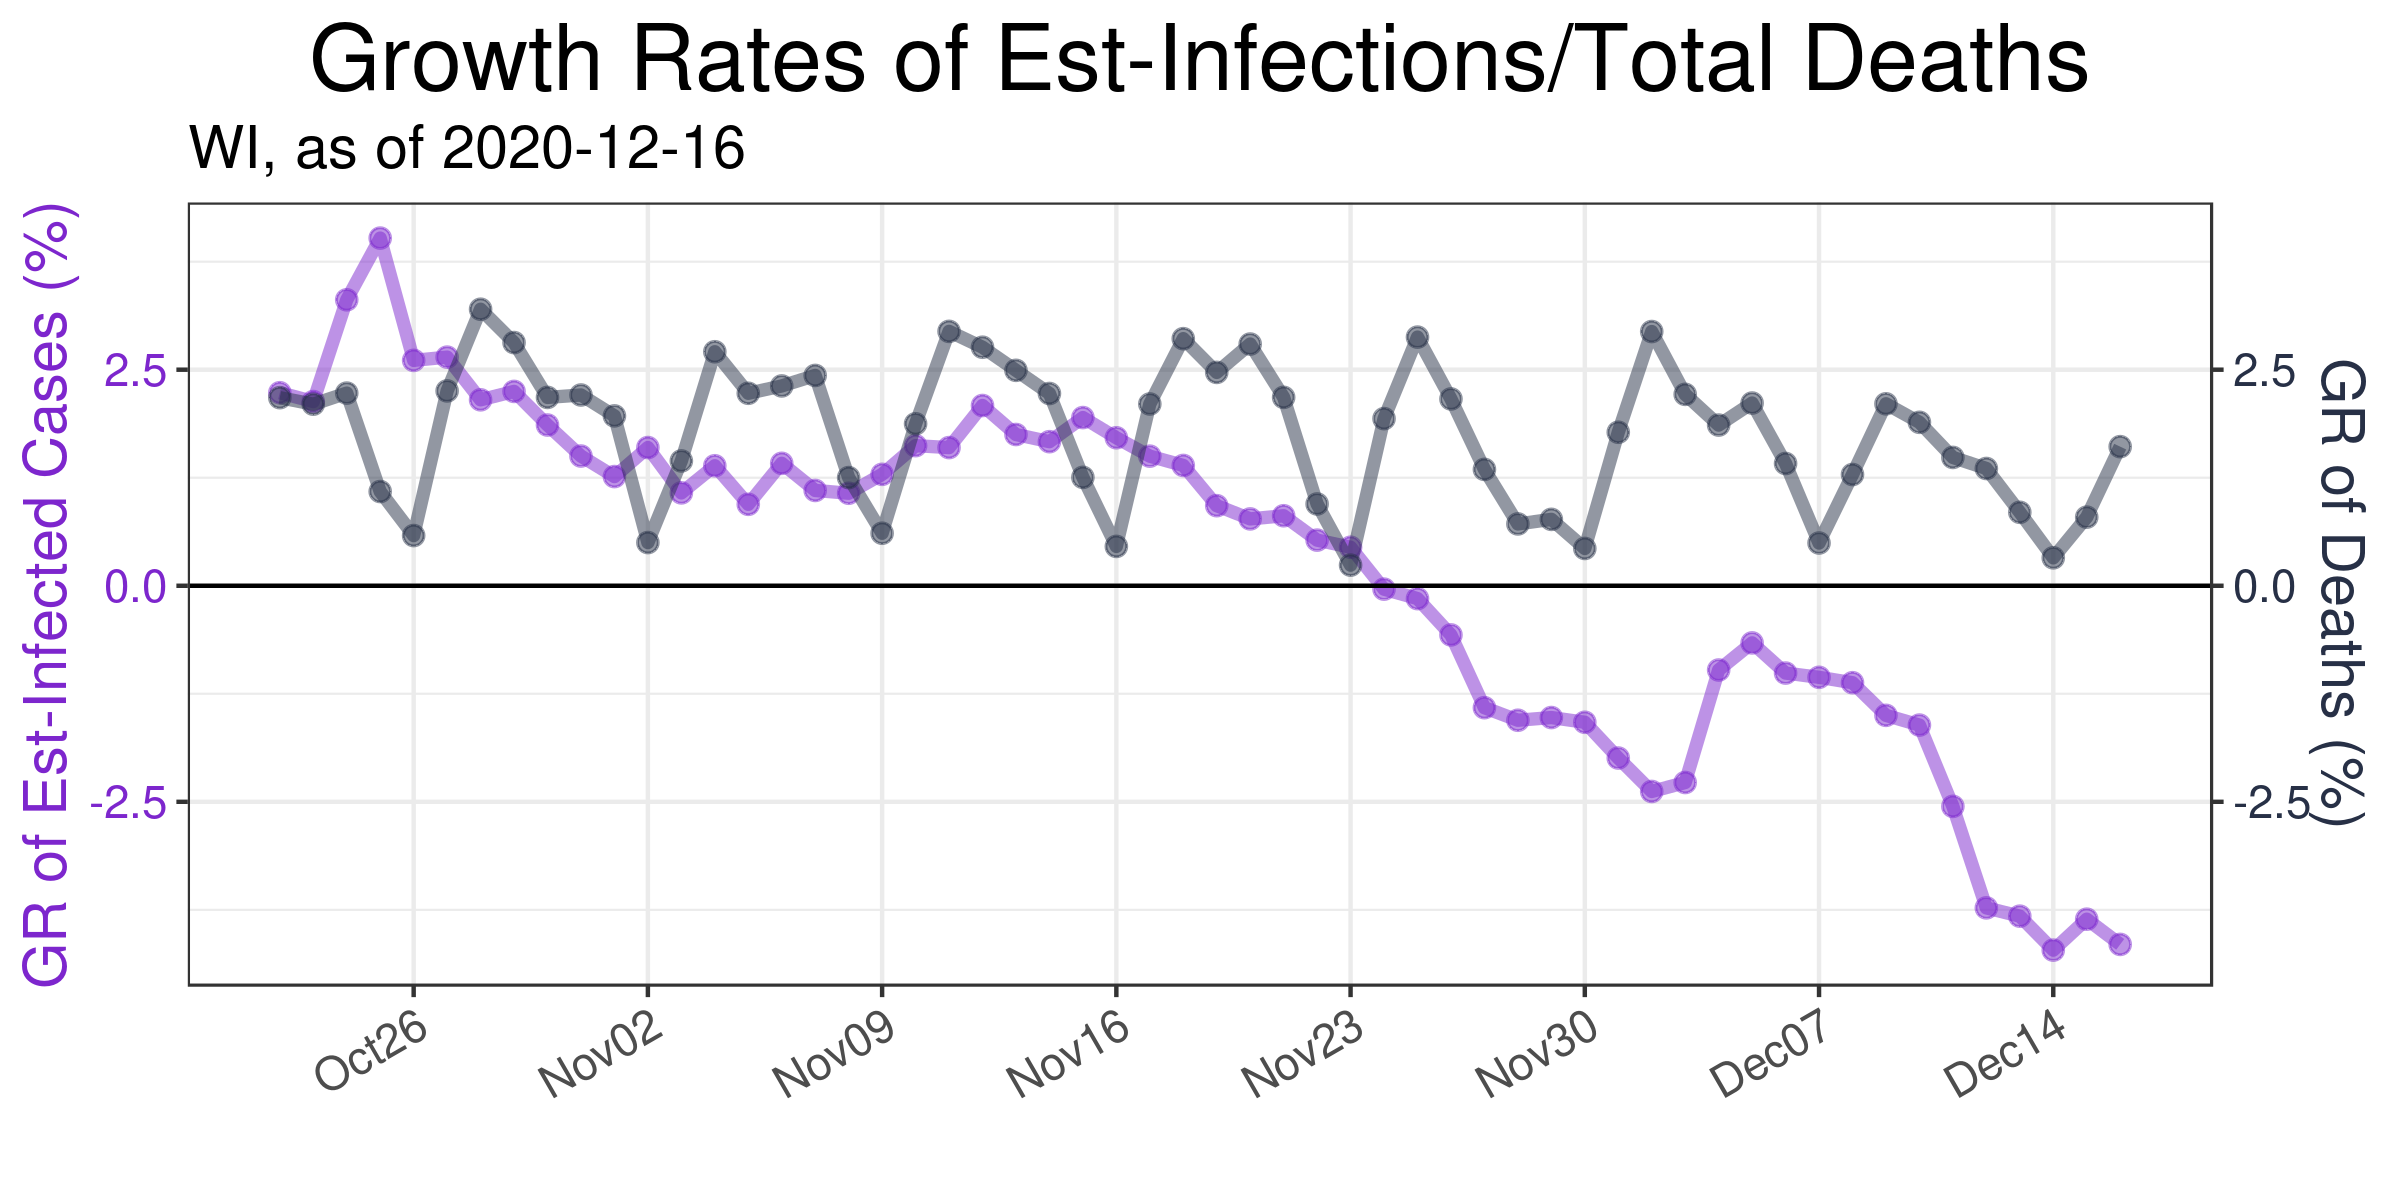 Growth Rates of Est-Infections/Total Deaths
WI, as of 2020-12-16
GR of Est-Infected Cases (%)
2.5
0.0
-2.5
2.5
0.0
-2.5
GR of Deaths (%)
Oct26
Nov02
Nov09
Nov16
Nov23
Nov30
Dec07
Dec14